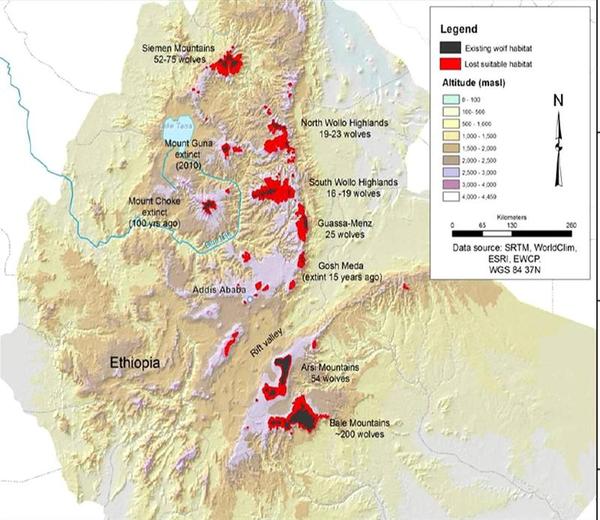 Siemen Mountains
52-75 wolves
North Wollo Highlands
19-23 wolves
Lake Tana
Mount Guna
extinct
(2010)
South Wollo Highlands
16 -19 wolves
Mount Choke
extinct
(100 yrs ago)
Guassa-Menz
25 wolves
Gosh Meda
(extint 15 years ago)
Addis Ababa
Rift valley
Ethiopia
Arsi Mountains
54 wolves
Bale Mountains
~200 wolves
Legend
Existing wolf habitat
Lost suitable habitat
Altitude (masl)
0 - 100
100- 500
500 - 1,000
1,000 - 1,500
1,500 - 2,000
2,000 - 2,500
2,500 - 3,000
3,000 - 4,000
4,000 - 4,459
N
Kilometers
0 65 130 260
Data source: SRTM, WorldClim,
ESRI, EWCP.
WGS 84 37N